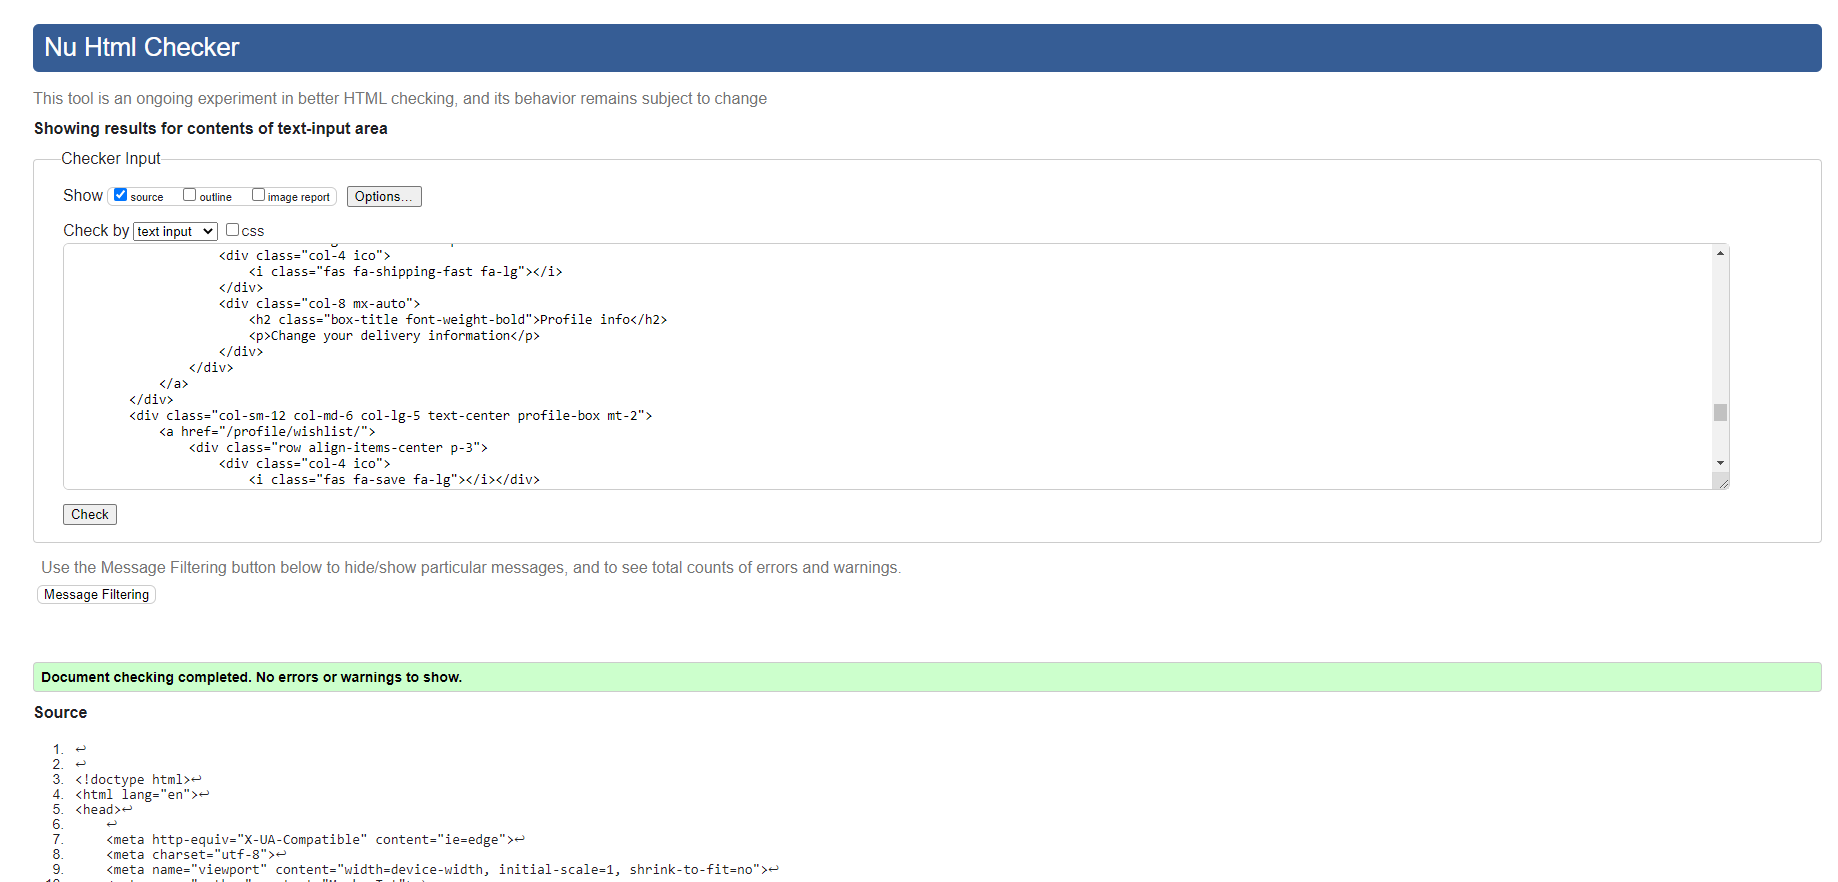 Nu Html Checker
This tool is an ongoing experiment in better HTML checking, and its behavior remains subject to change
Showing results for contents of text-input area
Checker Input
Show source outline image report Options...
Check by text input css
<div class="col-4 ico">
<i class="fas fa-shipping-fast fa-lg"></i>
</div>
<div class="col-8 mx-auto">
<h2 class="box-title font-weight-bold">Profile info</h2>
<p>Change your delivery information</p>
</div>
</div>
</a>
</div>
<div class="col-sm-12 col-md-6 col-lg-5 text-center profile-box mt-2">
<a href="/profile/wishlist/">
<div class="row align-items-center p-3">
<div class="col-4 ico">
<i class="fas fa-save fa-lg"></i></div>
Check
Use the Message Filtering button below to hide/show particular messages, and to see total counts of errors and warnings.
Message Filtering
Document checking completed. No errors or warnings to show.
Source
1. ↩
2. ↩
3. <!doctype html>↩
4. <html lang="en">↩
5. <head>↩
6. ↩
7. <meta http-equiv="X-UA-Compatible" content="ie=edge">↩
8. <meta charset="utf-8">↩
9. <meta name="viewport" content="width=device-width, initial-scale=1, shrink-to-fit=no">↩